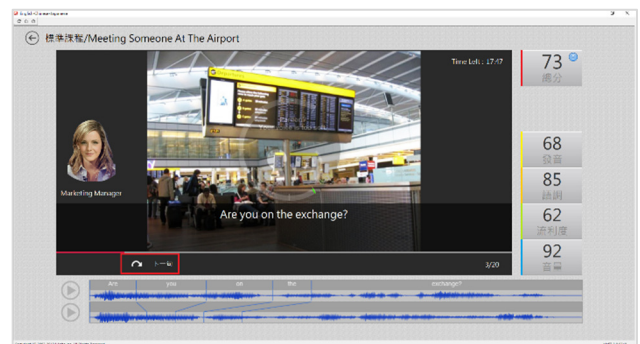 標準課程/Meeting Someone At The Airport
Time Left : 17:47
Marketing Manager
Are you on the exchange?
下一句
3/20
73
總分
68
發音
85
語調
62
流利度
92
音量
Are you on the exchange?